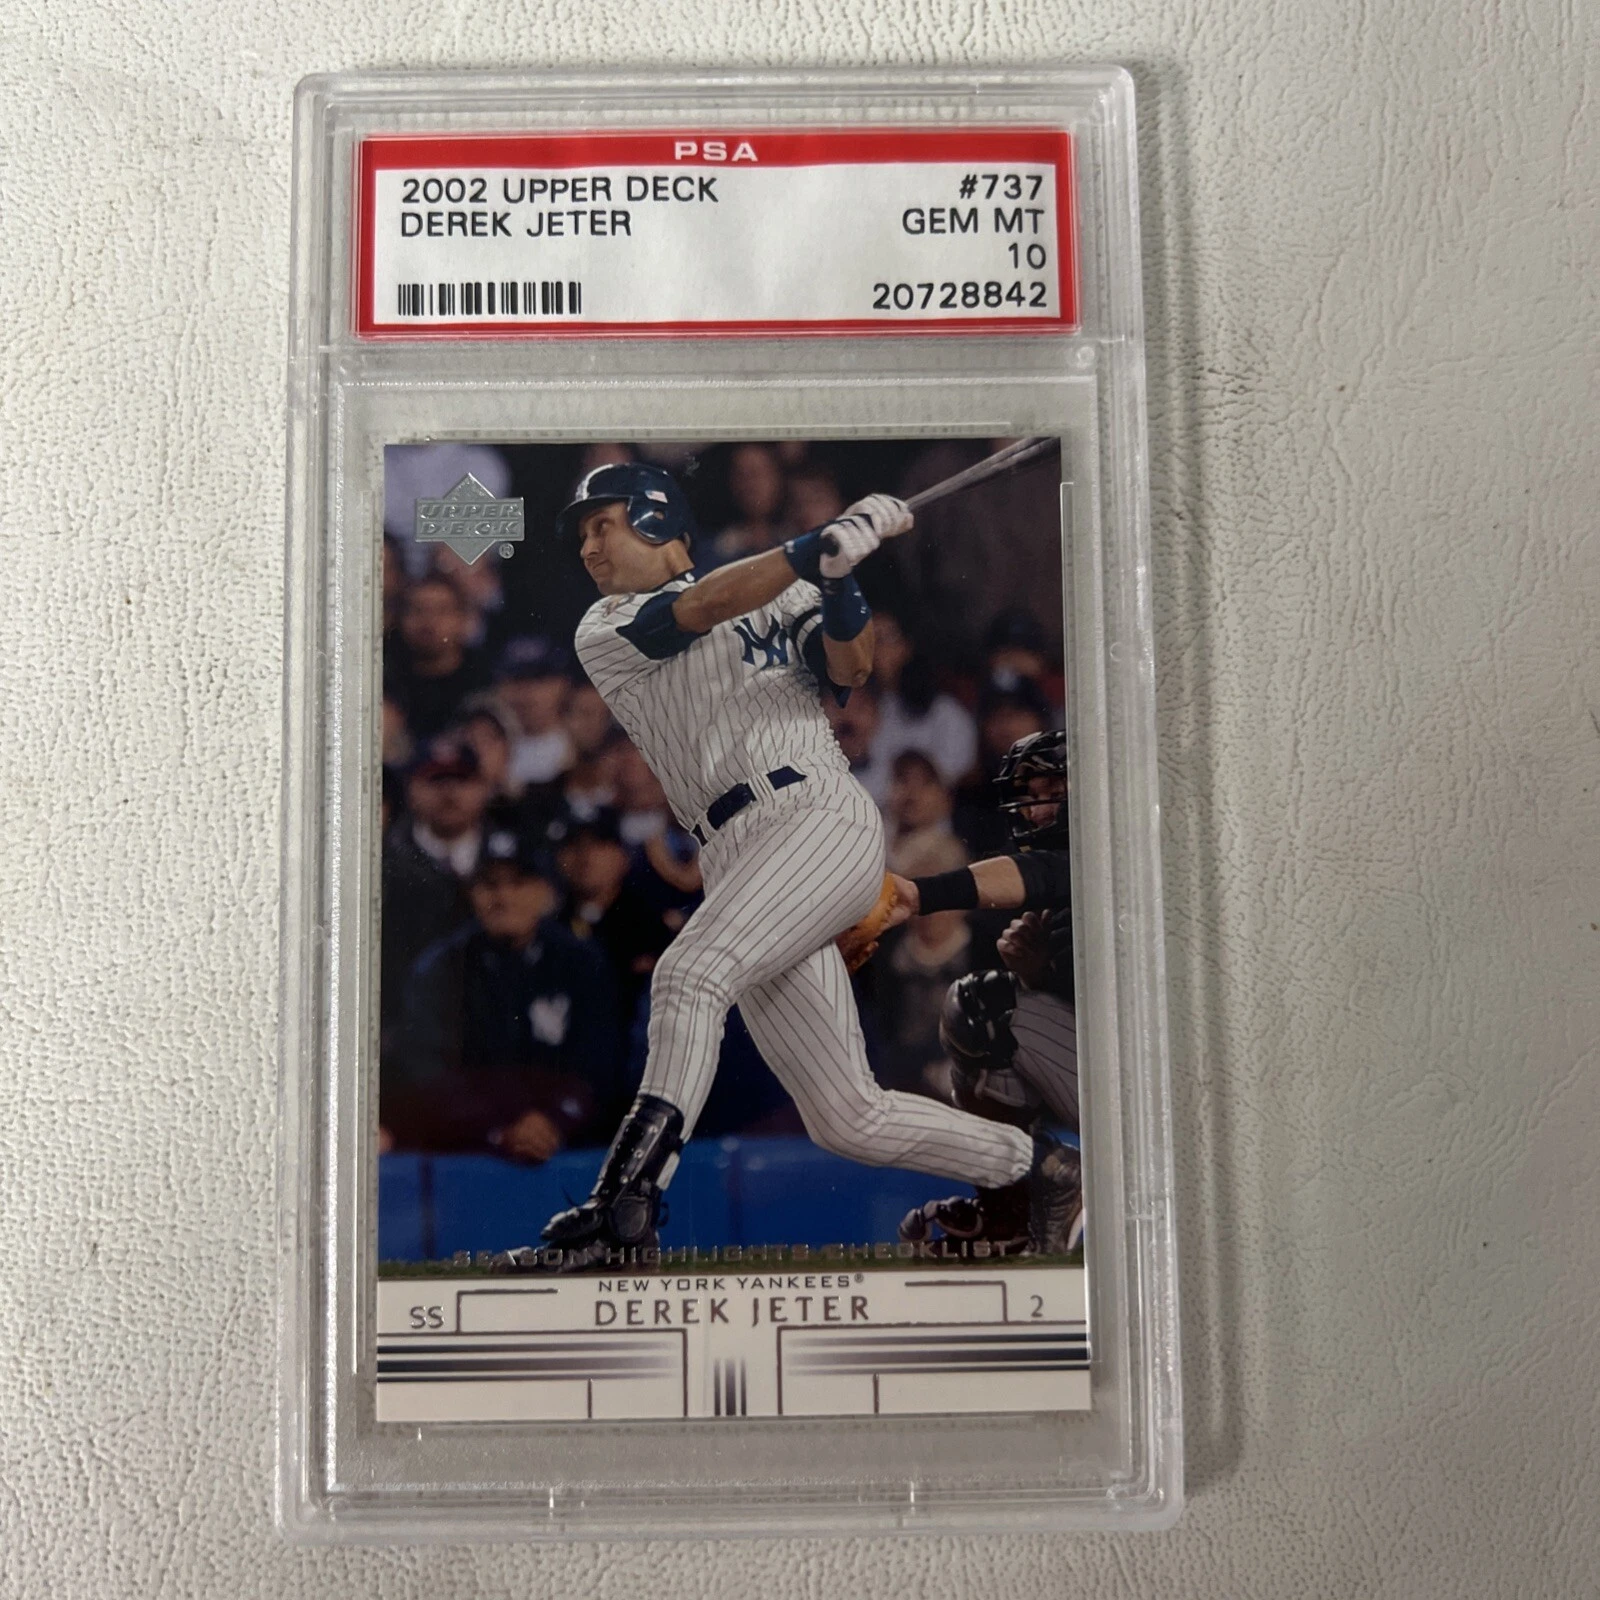 PSA
2002 UPPER DECK #737
DEREK JETER GEM MT
10
20728842
UPPER
DECK
®
NY
SEASON HIGHLIGHTS CHECKLIST
NEW YORK YANKEES®
SS DEREK JETER 2